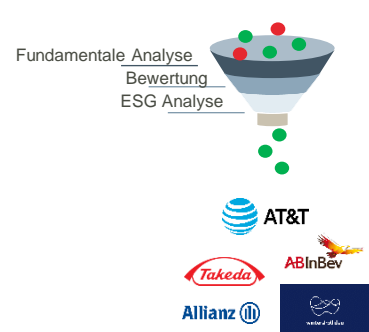 Fundamentale Analyse
Bewertung
ESG Analyse
AT&T
ABInBev
Takeda
Allianz